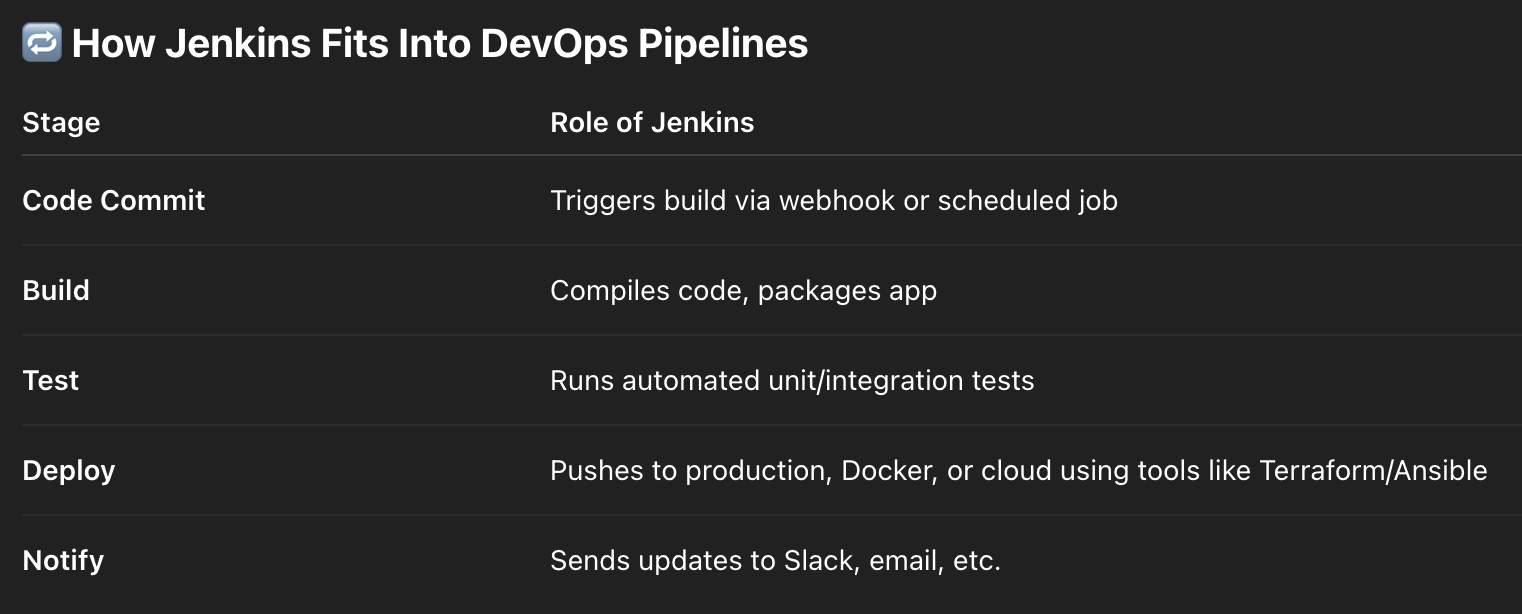 🔁 How Jenkins Fits Into DevOps Pipelines
Stage Role of Jenkins
Code Commit Triggers build via webhook or scheduled job
Build Compiles code, packages app
Test Runs automated unit/integration tests
Deploy Pushes to production, Docker, or cloud using tools like Terraform/Ansible
Notify Sends updates to Slack, email, etc.